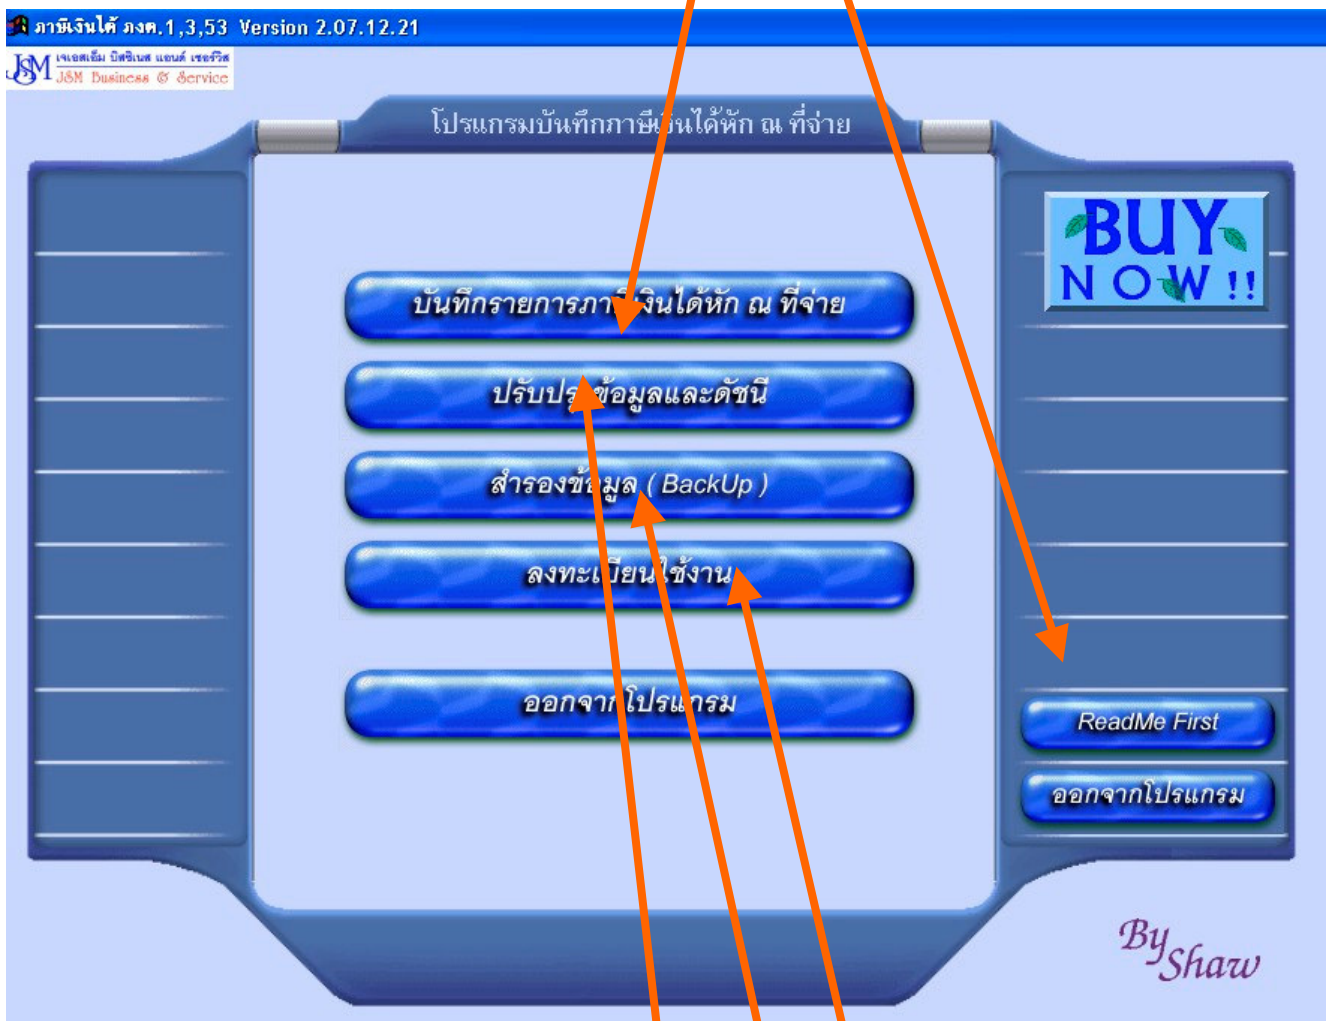 ภาษีเงินได้ ภงด.1,3,53 Version 2.07.12.21
JSM เจเอสเอ็ม บิสซิเนส แอนด์ เซอร์วิส
J&M Business & Service
โปรแกรมบันทึกภาษีเงินได้หัก ณ ที่จ่าย
BUY
NOW !!
บันทึกรายการภาษีเงินได้หัก ณ ที่จ่าย
ปรับปรุงข้อมูลและดัชนี
สำรองข้อมูล ( BackUp )
ลงทะเบียนใช้งาน
ออกจากโปรแกรม
ReadMe First
ออกจากโปรแกรม
By
Shaw